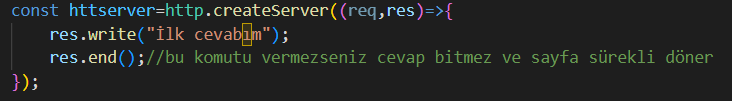 const httserver=http.createServer((req,res)=>{
res.write("İlk cevabım");
res.end();//bu komutu vermezseniz cevap bitmez ve sayfa sürekli döner
});